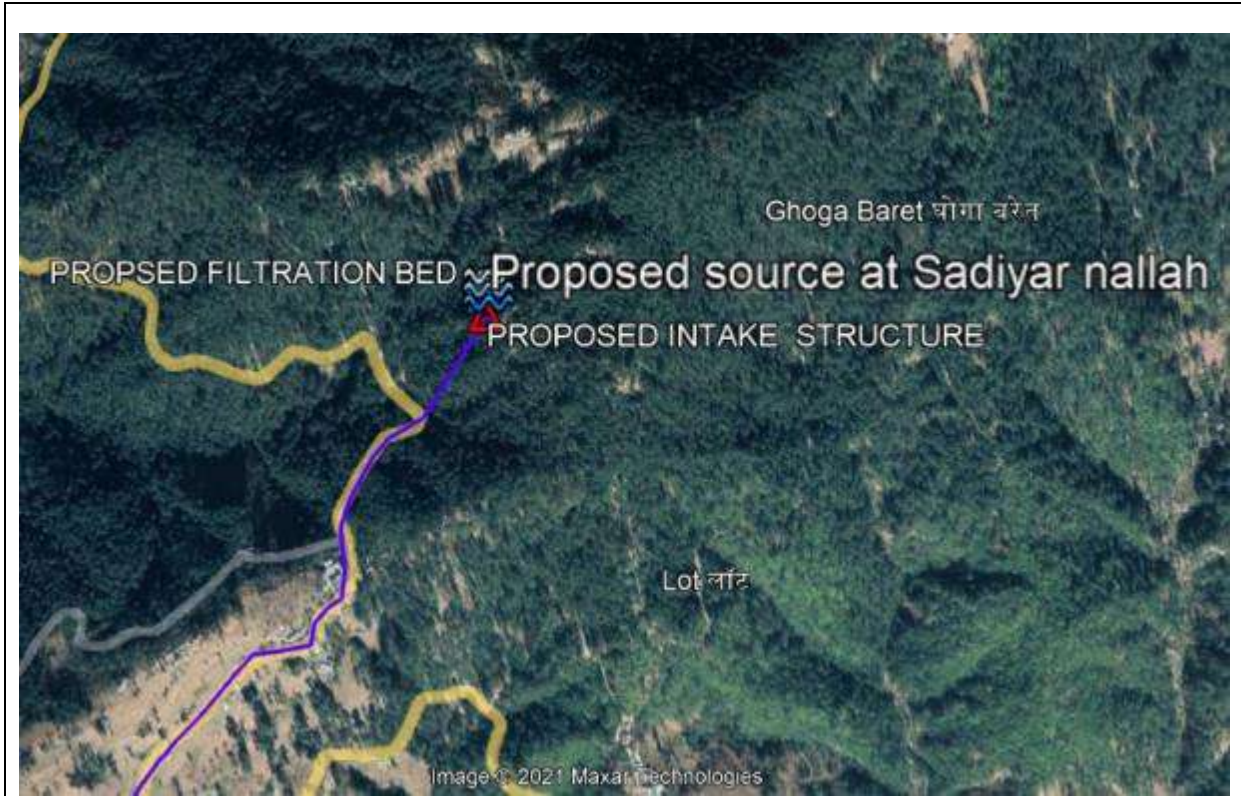 Ghoga Baret घोगा बरेत
PROPSED FILTRATION BED
Proposed source at Sadiyar nallah
PROPOSED INTAKE STRUCTURE
Lot लॉट
Image © 2021 Maxar Technologies